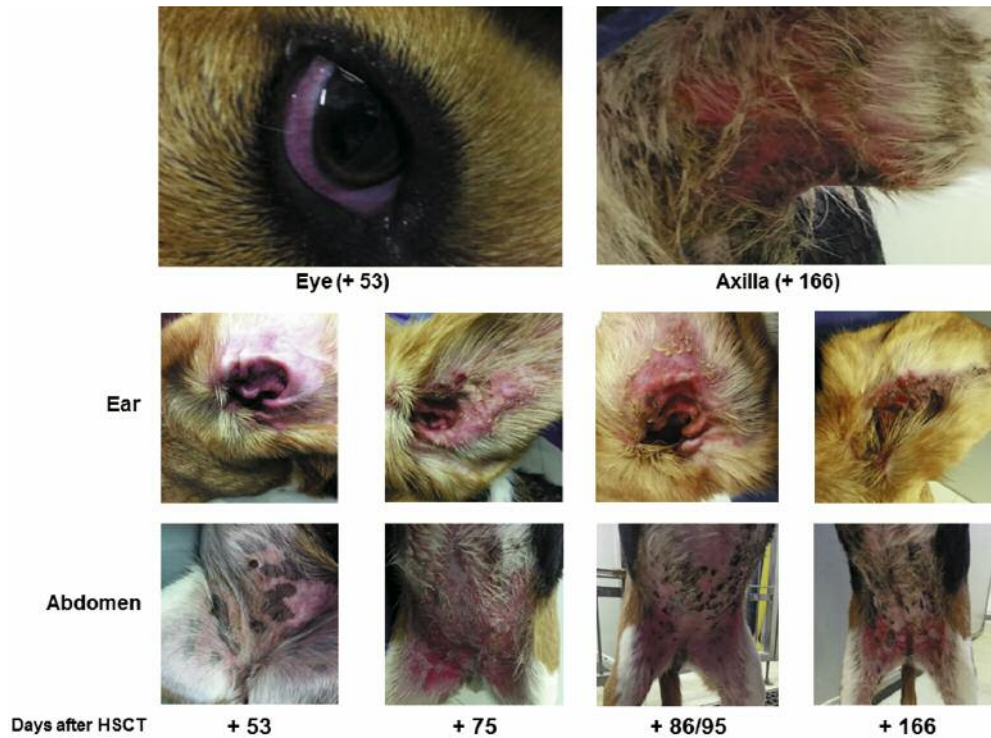 Eye (+ 53)
Axilla (+ 166)
Ear
Abdomen
Days after HSCT
+ 53
+ 75
+ 86/95
+ 166